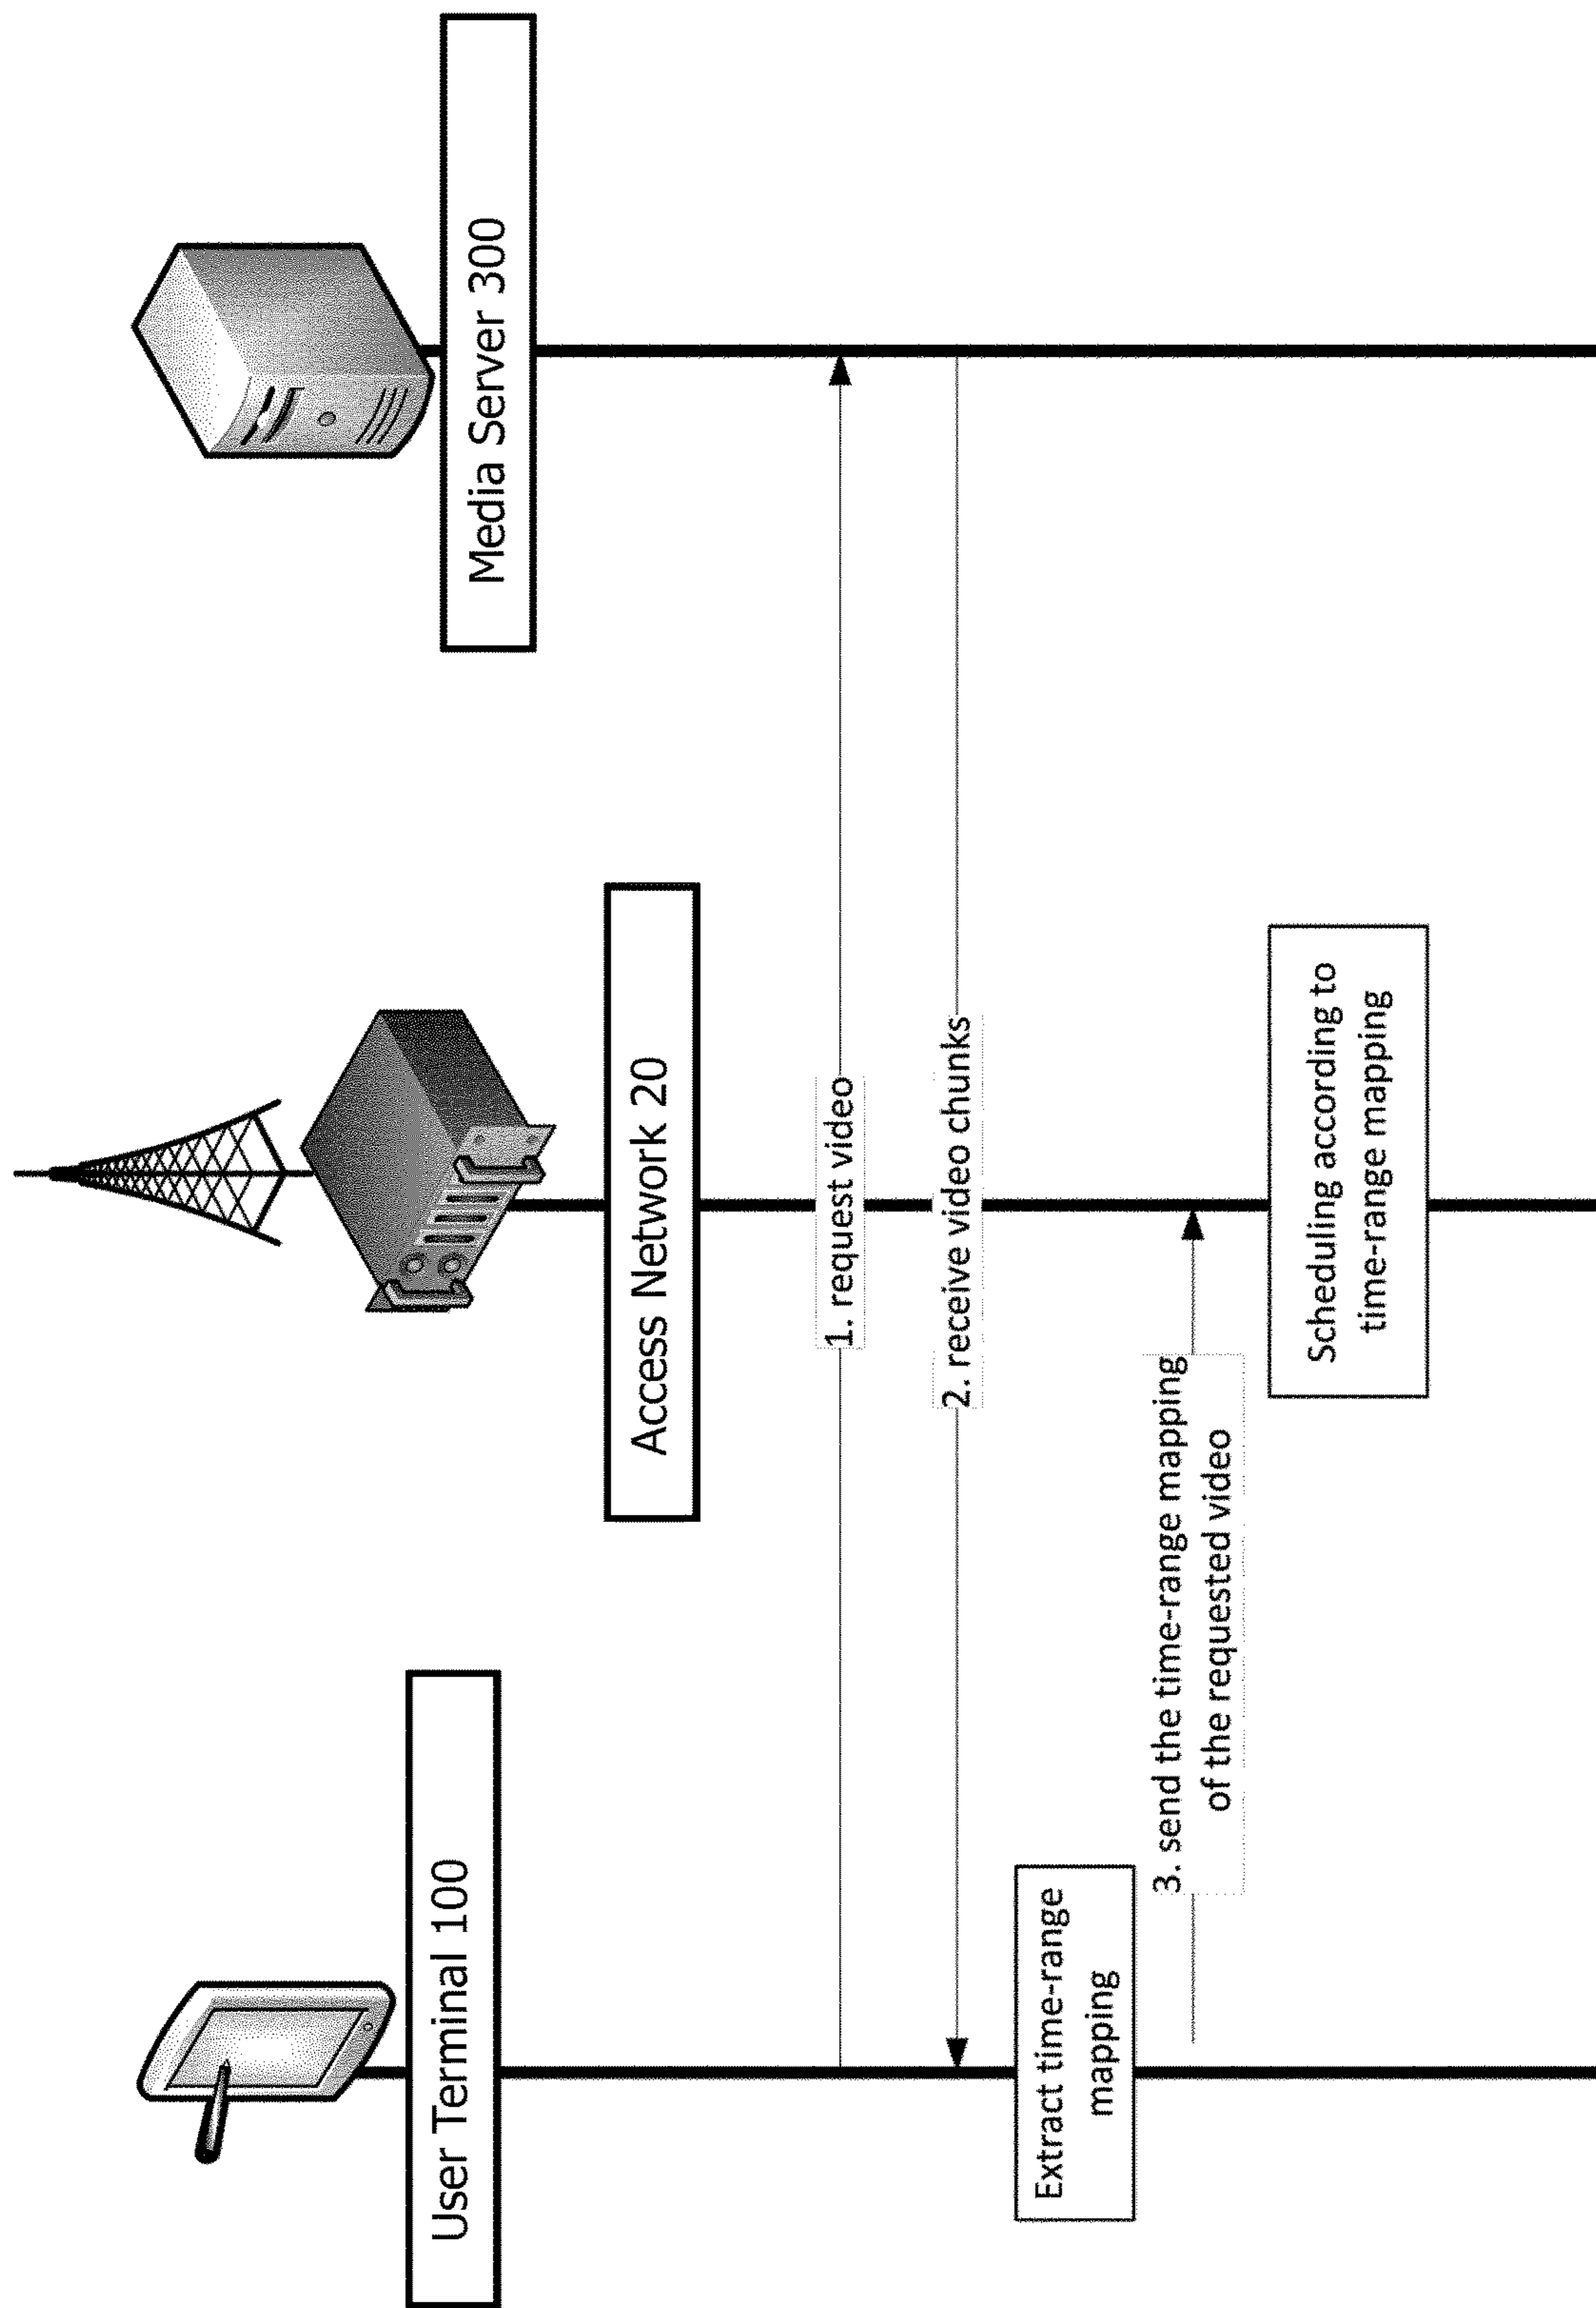 User Terminal 100
Access Network 20
Media Server 300
1. request video
2. receive video chunks
Extract time-range
mapping
3. send the time-range mapping
of the requested video
Scheduling according to
time-range mapping